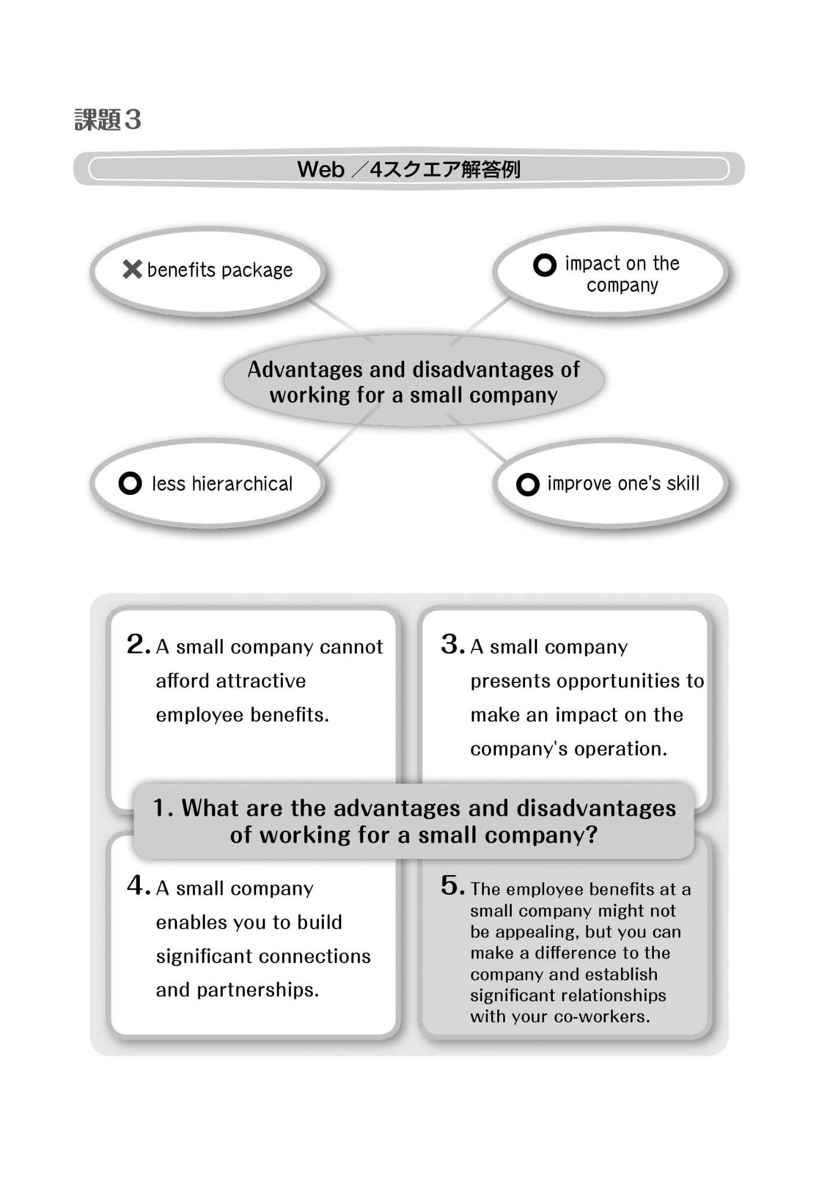 課題3
Web ／4スクエア解答例
✖ benefits package
○ impact on the
company
Advantages and disadvantages of
working for a small company
○ less hierarchical
○ improve one's skill
2. A small company cannot
afford attractive
employee benefits.
3. A small company
presents opportunities to
make an impact on the
company's operation.
1. What are the advantages and disadvantages
of working for a small company?
4. A small company
enables you to build
significant connections
and partnerships.
5. The employee benefits at a
small company might not
be appealing, but you can
make a difference to the
company and establish
significant relationships
with your co-workers.